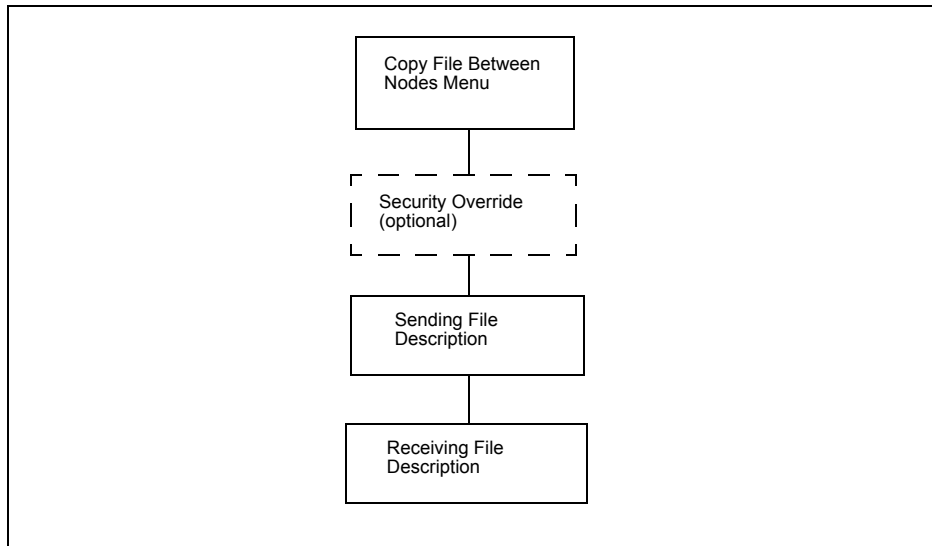 Copy File Between
Nodes Menu
Security Override
(optional)
Sending File
Description
Receiving File
Description